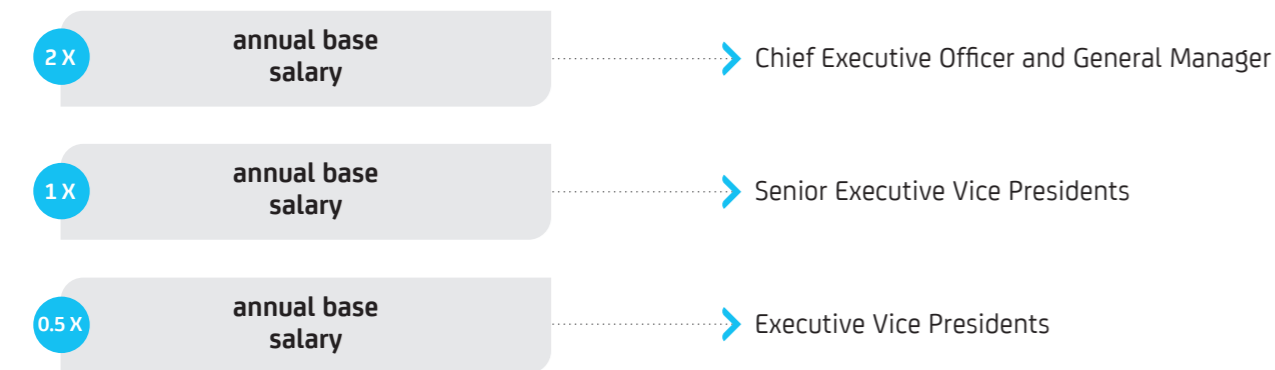 2 X
annual base
salary
Chief Executive Officer and General Manager
1 X
annual base
salary
Senior Executive Vice Presidents
0.5 X
annual base
salary
Executive Vice Presidents